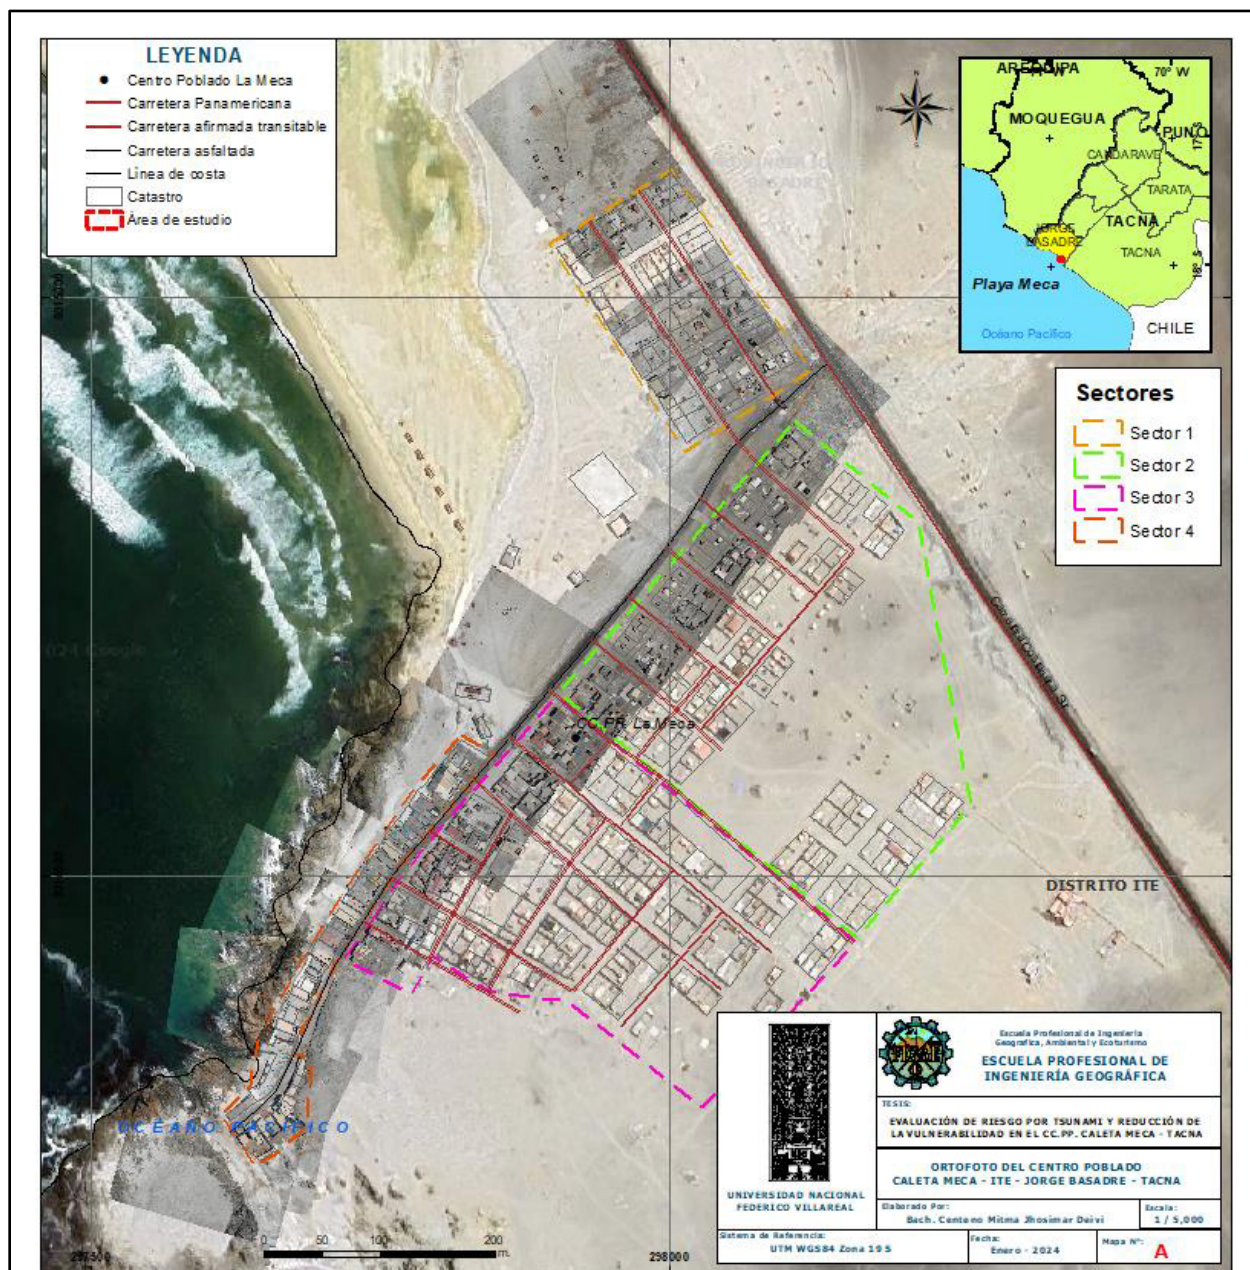 LEYENDA
Centro Poblado La Meca
Carretera Panamericana
Carretera afirmada transitable
Carretera asfaltada
Linea de costa
Catastro
Área de estudio
AREQUIPA
70° W
MOQUEGUA
PUNO
17° S
CANDARAVE
TARATA
JORGE
BASADRE
TACNA
TACNA
18° S
Playa Meca
Océano Pacífico
CHILE
Sectores
Sector 1
Sector 2
Sector 3
Sector 4
CC.PP. La Meca
DISTRITO ITE
OCÉANO PACÍFICO
0 50 100 200
m.
297500
298000
UNIVERSIDAD NACIONAL
FEDERICO VILLAREAL
Escuela Profesional de Ingeniería
Geografica, Ambiental y Ecoturismo
ESCUELA PROFESIONAL DE
INGENIERÍA GEOGRÁFICA
TESIS:
EVALUACIÓN DE RIESGO POR TSUNAMI Y REDUCCIÓN DE
LA VULNERABILIDAD EN EL CC.PP. CALETA MECA - TACNA
ORTOFOTO DEL CENTRO POBLADO
CALETA MECA - ITE - JORGE BASADRE - TACNA
Elaborado Por:
Bach. Centeno Mitma Jhosimar Deivi
Escala:
1 / 5,000
Sistema de Referencia:
UTM WGS84 Zona 19 S
Fecha:
Enero - 2024
Mapa N°:
A